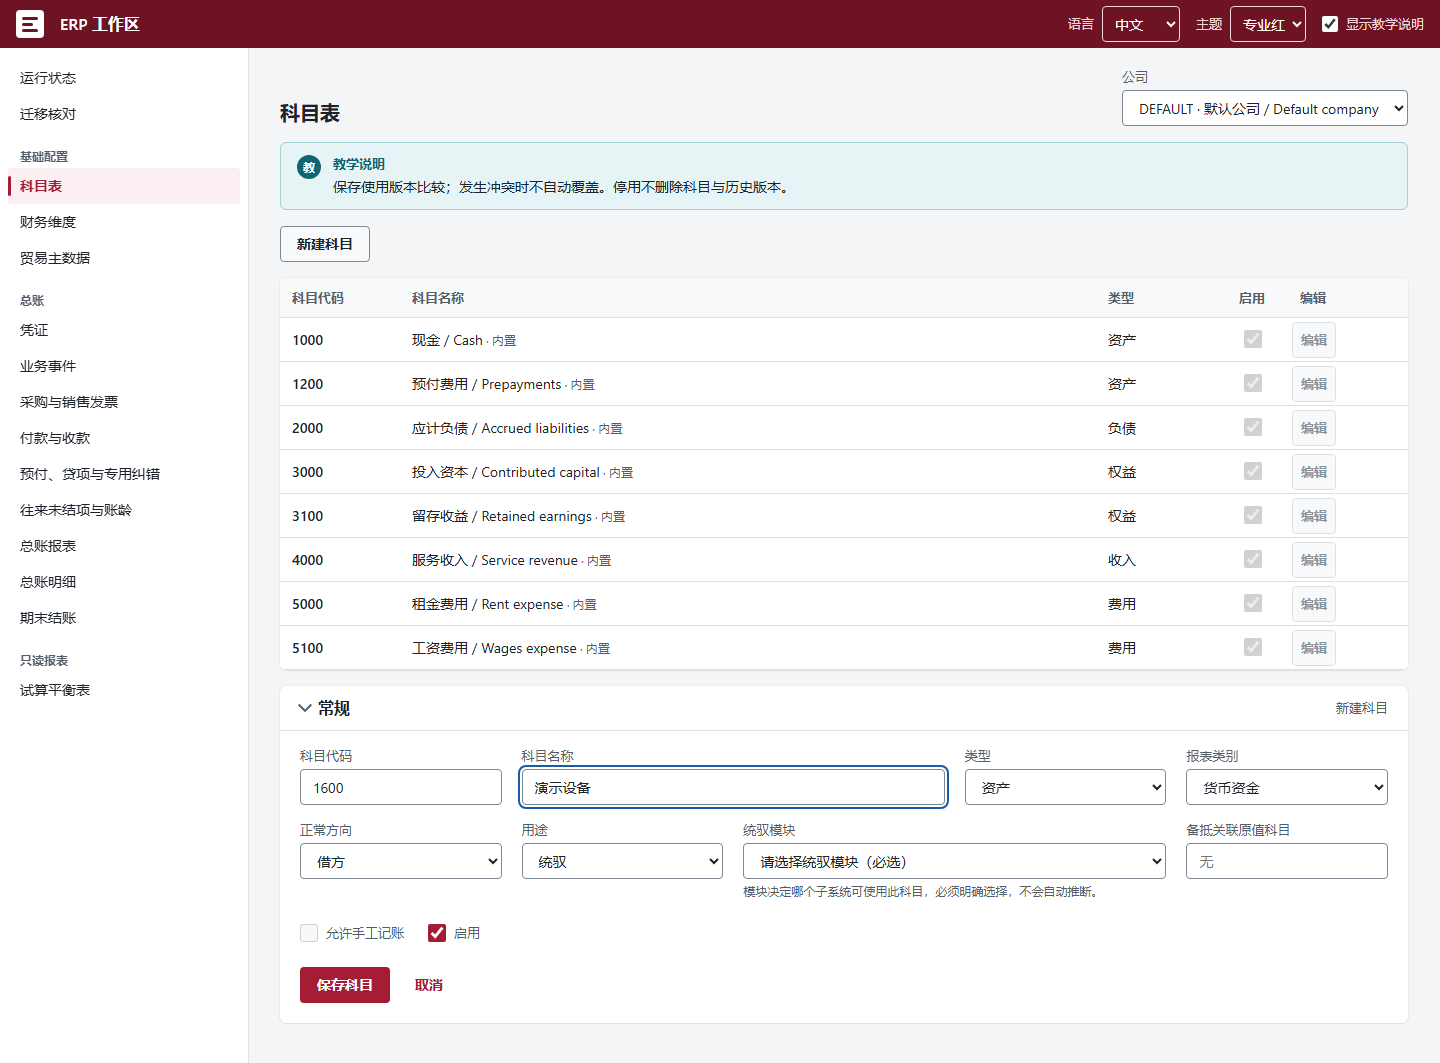 ERP 工作区
语言 中文 主题 专业红 显示教学说明
运行状态
迁移核对
基础配置
科目表
财务维度
贸易主数据
总账
凭证
业务事件
采购与销售发票
付款与收款
预付、贷项与专用纠错
往来未结项与账龄
总账报表
总账明细
期末结账
只读报表
试算平衡表
公司
科目表
DEFAULT · 默认公司 / Default company
教 教学说明
保存使用版本比较；发生冲突时不自动覆盖。停用不删除科目与历史版本。
新建科目
科目代码 科目名称 类型 启用 编辑
1000 现金 / Cash · 内置 资产 编辑
1200 预付费用 / Prepayments · 内置 资产 编辑
2000 应计负债 / Accrued liabilities · 内置 负债 编辑
3000 投入资本 / Contributed capital · 内置 权益 编辑
3100 留存收益 / Retained earnings · 内置 权益 编辑
4000 服务收入 / Service revenue · 内置 收入 编辑
5000 租金费用 / Rent expense · 内置 费用 编辑
5100 工资费用 / Wages expense · 内置 费用 编辑
常规 新建科目
科目代码 科目名称 类型 报表类别
1600 演示设备 资产 货币资金
正常方向 用途 统驭模块 备抵关联原值科目
借方 统驭 请选择统驭模块（必选） 无
模块决定哪个子系统可使用此科目，必须明确选择，不会自动推断。
允许手工记账 启用
保存科目 取消